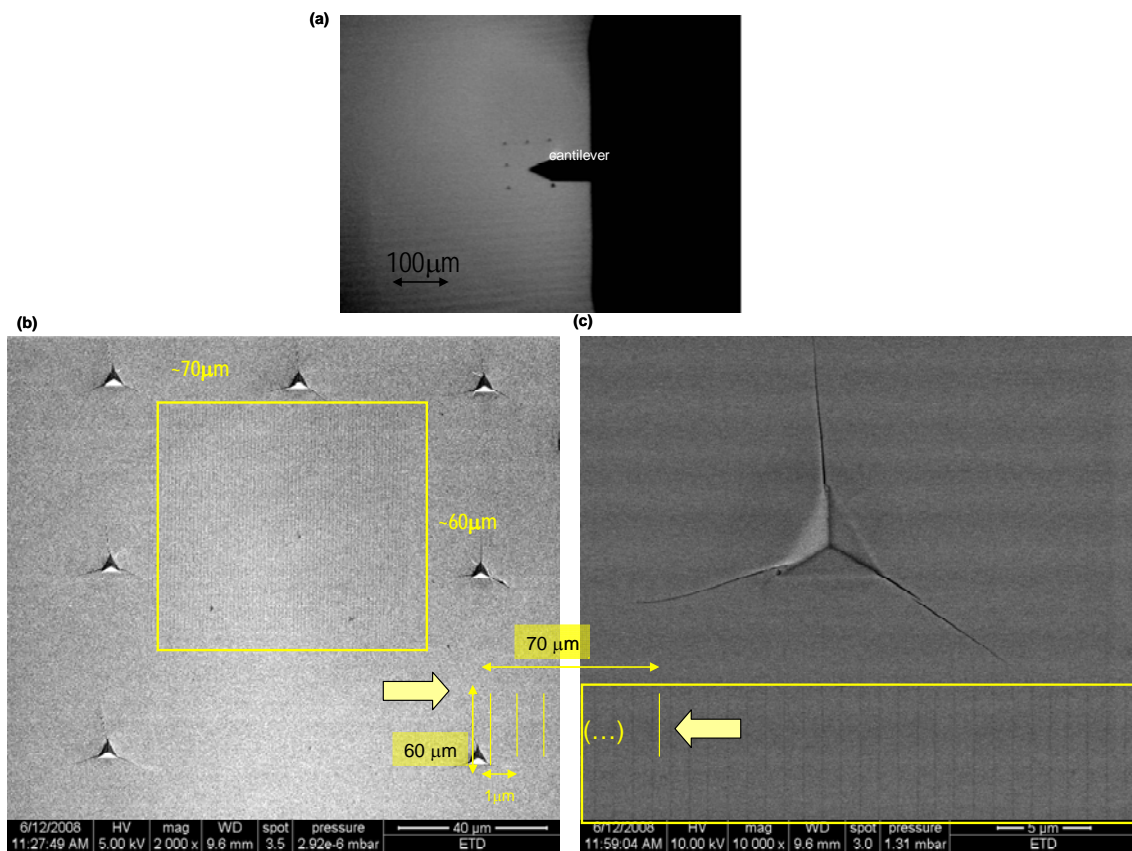 (a)
cantilever
100μm
(b)
(c)
~70μm
~60μm
70 μm
60 μm
(...)
1μm
6/12/2008 HV mag WD spot pressure 40 μm
11:27:49 AM 5.00 kV 2 000 x 9.6 mm 3.5 2.92e-6 mbar ETD
6/12/2008 HV mag WD spot pressure 5 μm
11:59:04 AM 10.00 kV 10 000 x 9.6 mm 3.0 1.31 mbar ETD